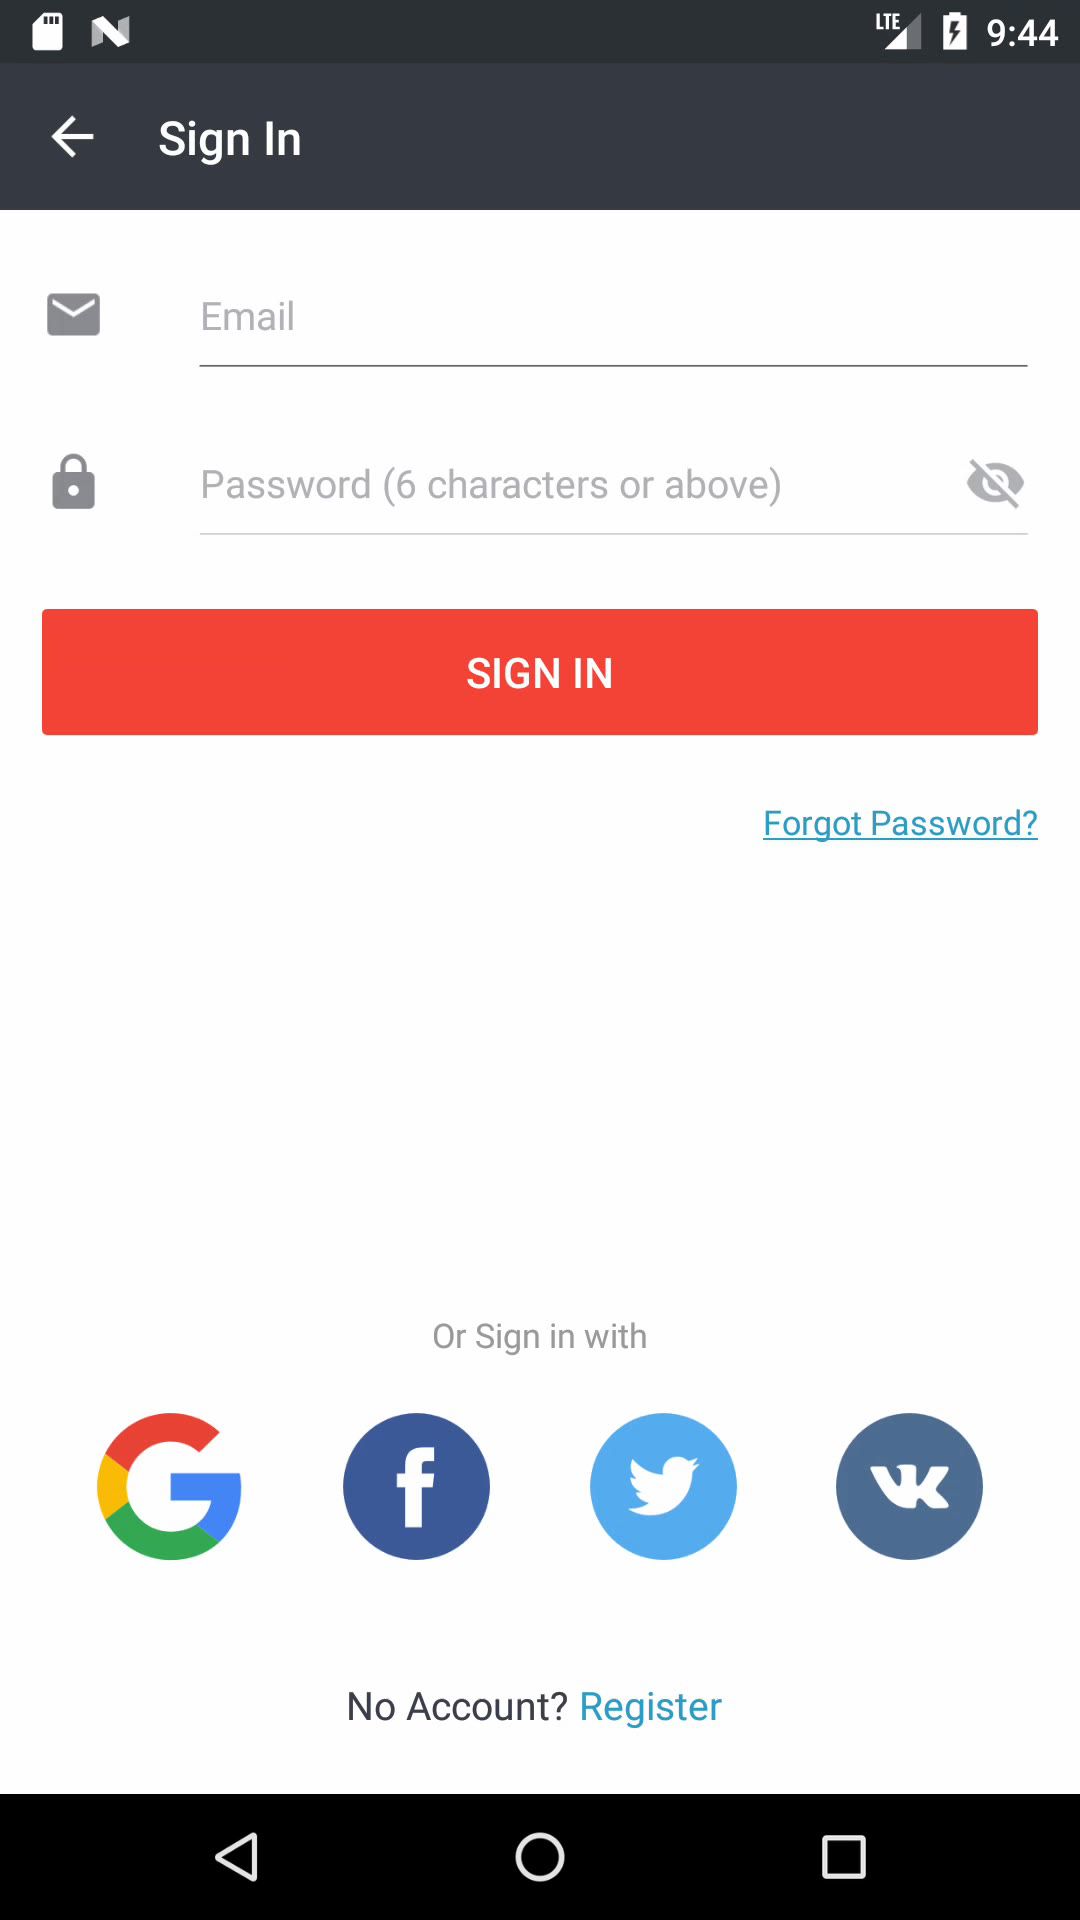 LTE 9:44
Sign In
Email
Password (6 characters or above)
SIGN IN
Forgot Password?
Or Sign in with
No Account? Register